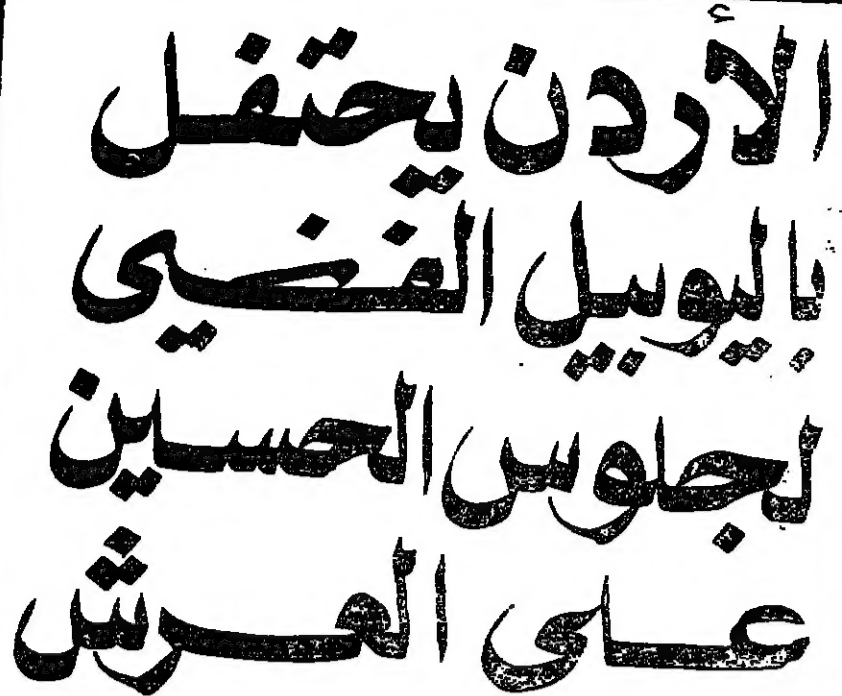 الأردن يحتفل
باليوبيل الفضي
لجلوس الحسين
على العرش